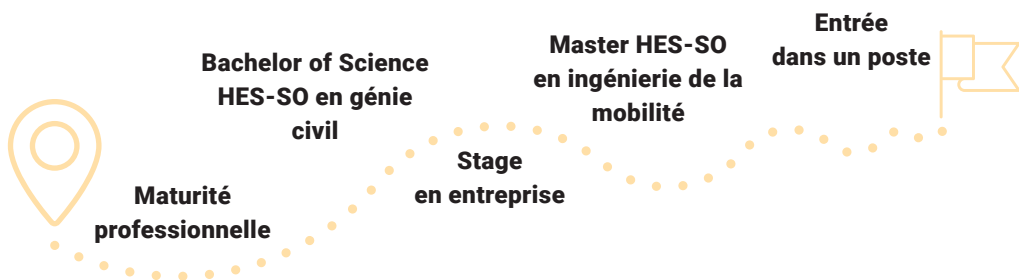 Maturité
professionnelle
Bachelor of Science
HES-SO en génie
civil
Stage
en entreprise
Master HES-SO
en ingénierie de la
mobilité
Entrée
dans un poste